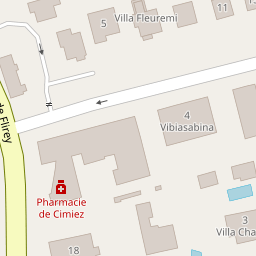 5
Villa Fleuremi
11
4
Vibiasabina
de Flirey
Pharmacie
de Cimiez
3
Villa Cha
18